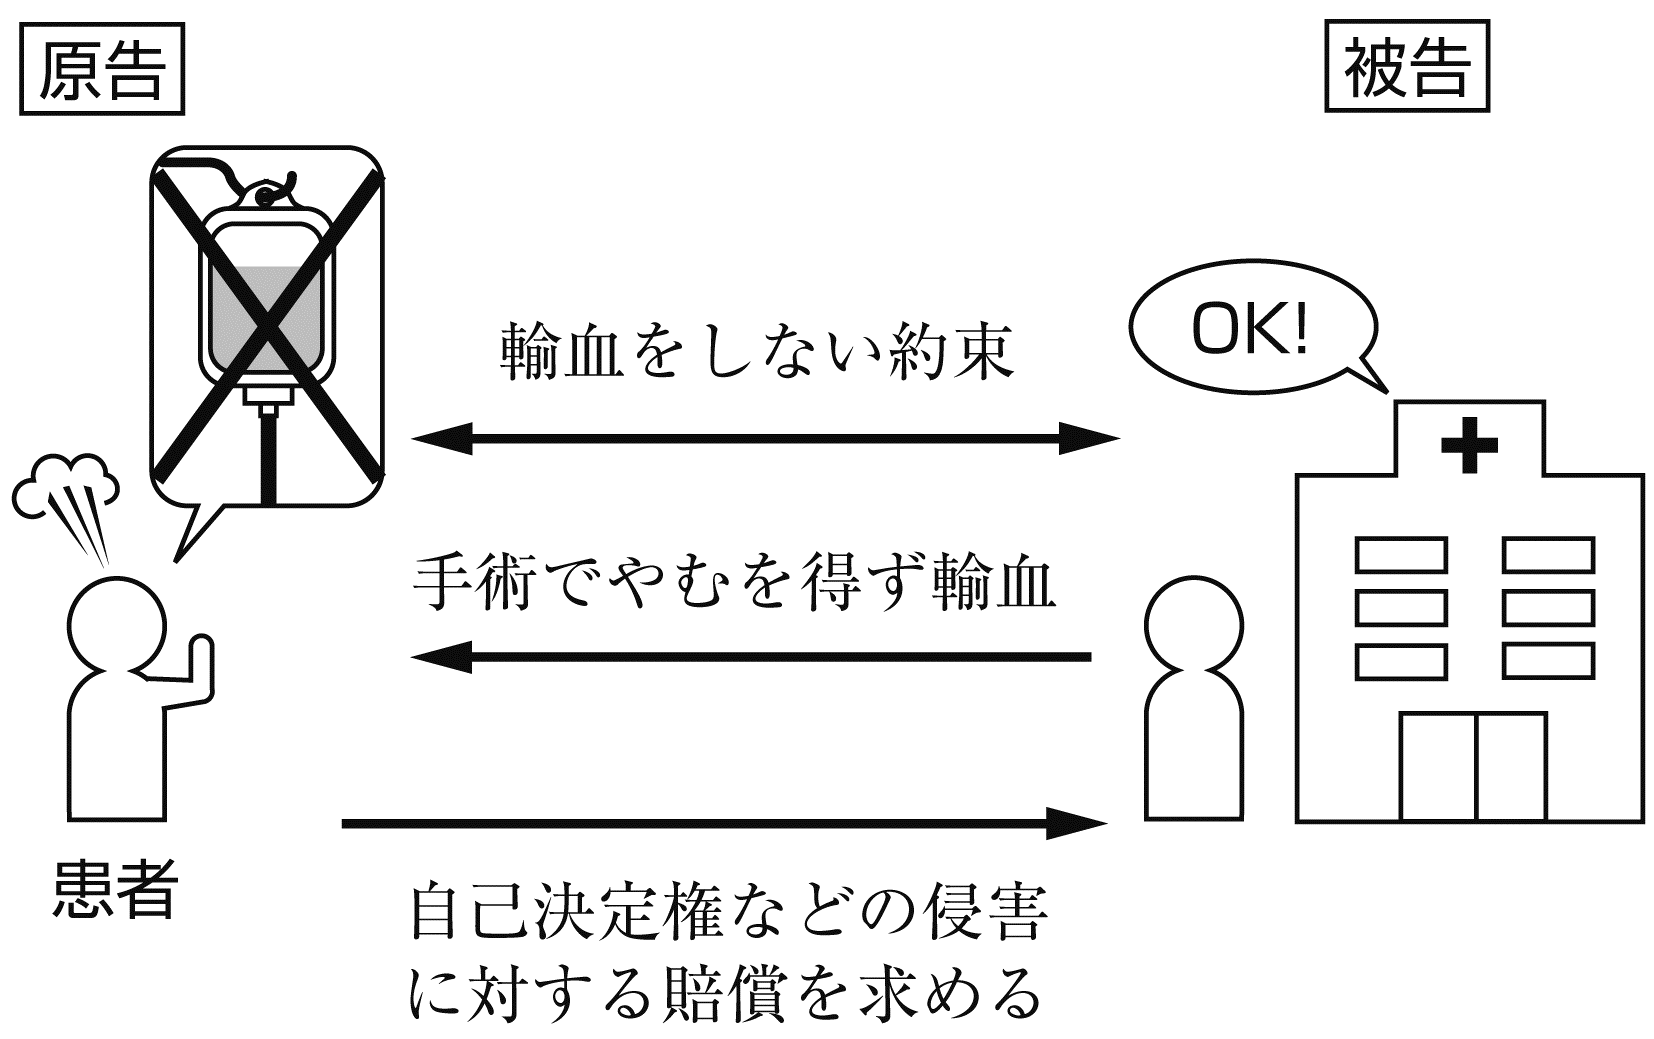 原告
被告
OK!
輸血をしない約束
手術でやむを得ず輸血
患者
自己決定権などの侵害
に対する賠償を求める